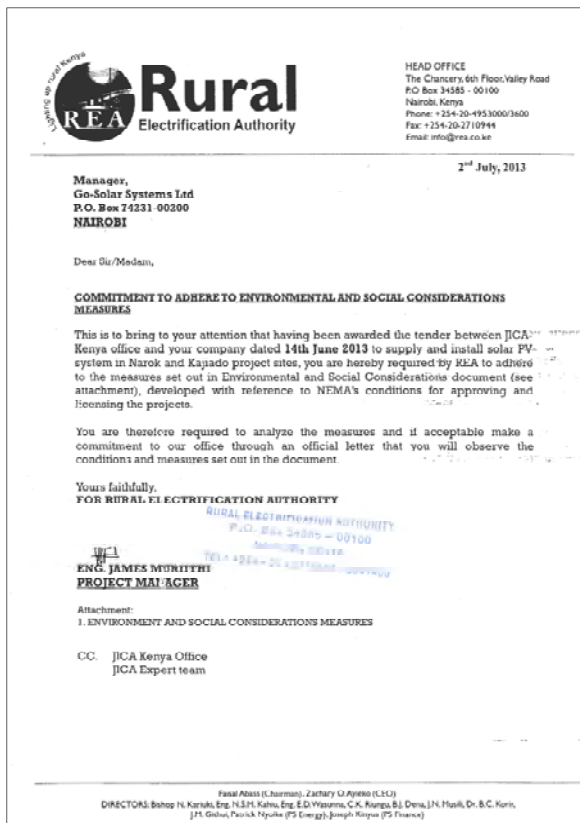 Lighting up rural Kenya
REA
Rural
Electrification Authority
HEAD OFFICE
The Chancery, 6th Floor, Valley Road
P.O Box 34585 - 00100
Nairobi, Kenya
Phone: +254-20-4953000/3600
Fax: +254-20-2710944
Email: info@rea.co.ke
2nd July, 2013
Manager,
Go-Solar Systems Ltd
P.O. Box 74231-00200
NAIROBI
Dear Sir/Madam,
COMMITMENT TO ADHERE TO ENVIRONMENTAL AND SOCIAL CONSIDERATIONS
MEASURES
This is to bring to your attention that having been awarded the tender between JICA
Kenya office and your company dated 14th June 2013 to supply and install solar PV
system in Narok and Kajiado project sites, you are hereby required by REA to adhere
to the measures set out in Environmental and Social Considerations document (see
attachment), developed with reference to NEMA's conditions for approving and
licensing the projects.
You are therefore required to analyze the measures and if acceptable make a
commitment to our office through an official letter that you will observe the
conditions and measures set out in the document.
Yours faithfully,
FOR RURAL ELECTRIFICATION AUTHORITY
RURAL ELECTRIFICATION AUTHORITY
P.O. Box 34585 - 00100
ENG. JAMES MURIITHI
PROJECT MANAGER
Attachment:
1. ENVIRONMENT AND SOCIAL CONSIDERATIONS MEASURES
CC. JICA Kenya Office
JICA Expert team
Faisal Abass (Chairman), Zachary O. Ayieko (CEO)
DIRECTORS: Bishop N. Kariuki, Eng. N.S.M. Kalvu, Eng. E.D. Wasunna, C.K. Riungu, B.J. Dena, J.N. Musili, Dr. B.C. Korir,
J.M. Gishui, Patrick Nyoike (PS Energy), Joseph Kinyua (PS Finance)